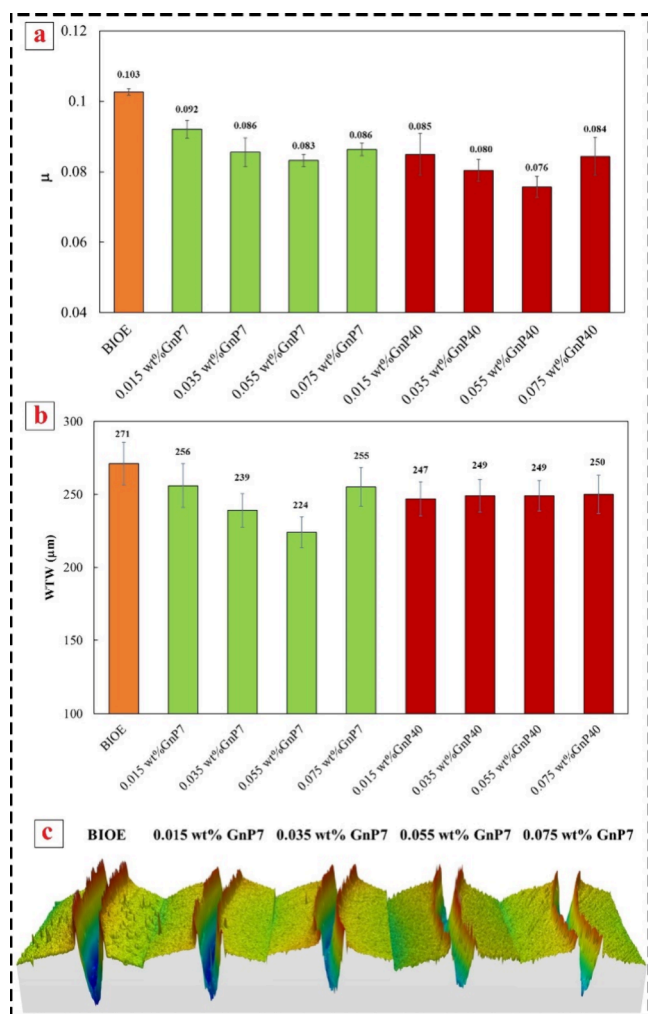 a
0.12
0.1
0.08
0.06
0.04
μ
0.103
0.092
0.086
0.083
0.086
0.085
0.080
0.076
0.084
BIOE
0.015 wt%GnP7
0.035 wt%GnP7
0.055 wt%GnP7
0.075 wt%GnP7
0.015 wt%GnP40
0.035 wt%GnP40
0.055 wt%GnP40
0.075 wt%GnP40
b
300
250
200
150
100
WTW (μm)
271
256
239
224
255
247
249
249
250
BIOE
0.015 wt%GnP7
0.035 wt%GnP7
0.055 wt%GnP7
0.075 wt%GnP7
0.015 wt%GnP40
0.035 wt%GnP40
0.055 wt%GnP40
0.075 wt%GnP40
c
BIOE 0.015 wt% GnP7 0.035 wt% GnP7 0.055 wt% GnP7 0.075 wt% GnP7